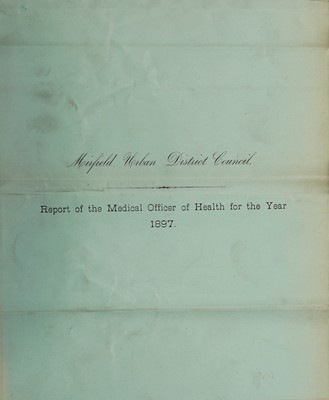 Mirfield Urban District Council.
Report of the Medical Officer of Health for the Year
1897.